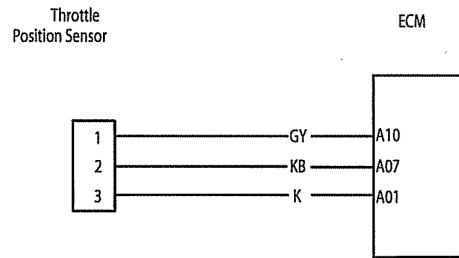 Throttle
Position Sensor
ECM
1 GY A10
2 KB A07
3 K A01